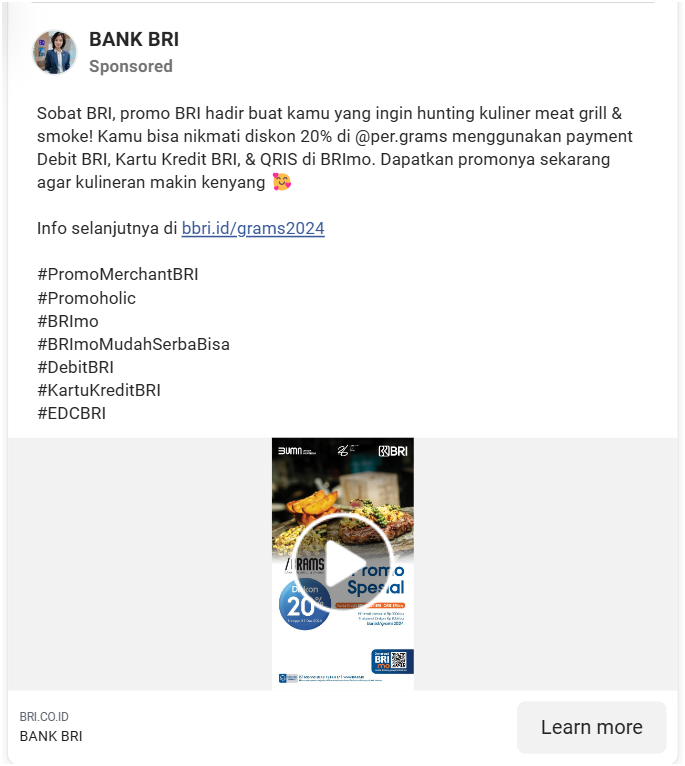 BANK BRI
Sponsored
Sobat BRI, promo BRI hadir buat kamu yang ingin hunting kuliner meat grill &
smoke! Kamu bisa nikmati diskon 20% di @per.grams menggunakan payment
Debit BRI, Kartu Kredit BRI, & QRIS di BRImo. Dapatkan promonya sekarang
agar kulineran makin kenyang 🥰
Info selanjutnya di bbri.id/grams2024
#PromoMerchantBRI
#Promoholic
#BRImo
#BRImoMudahSerbaBisa
#DebitBRI
#KartuKreditBRI
#EDCBRI
BUMN
BRI
/GRAMS
Promo
Spesial
Diskon
20%
BRI
mo
BRI.CO.ID
BANK BRI
Learn more